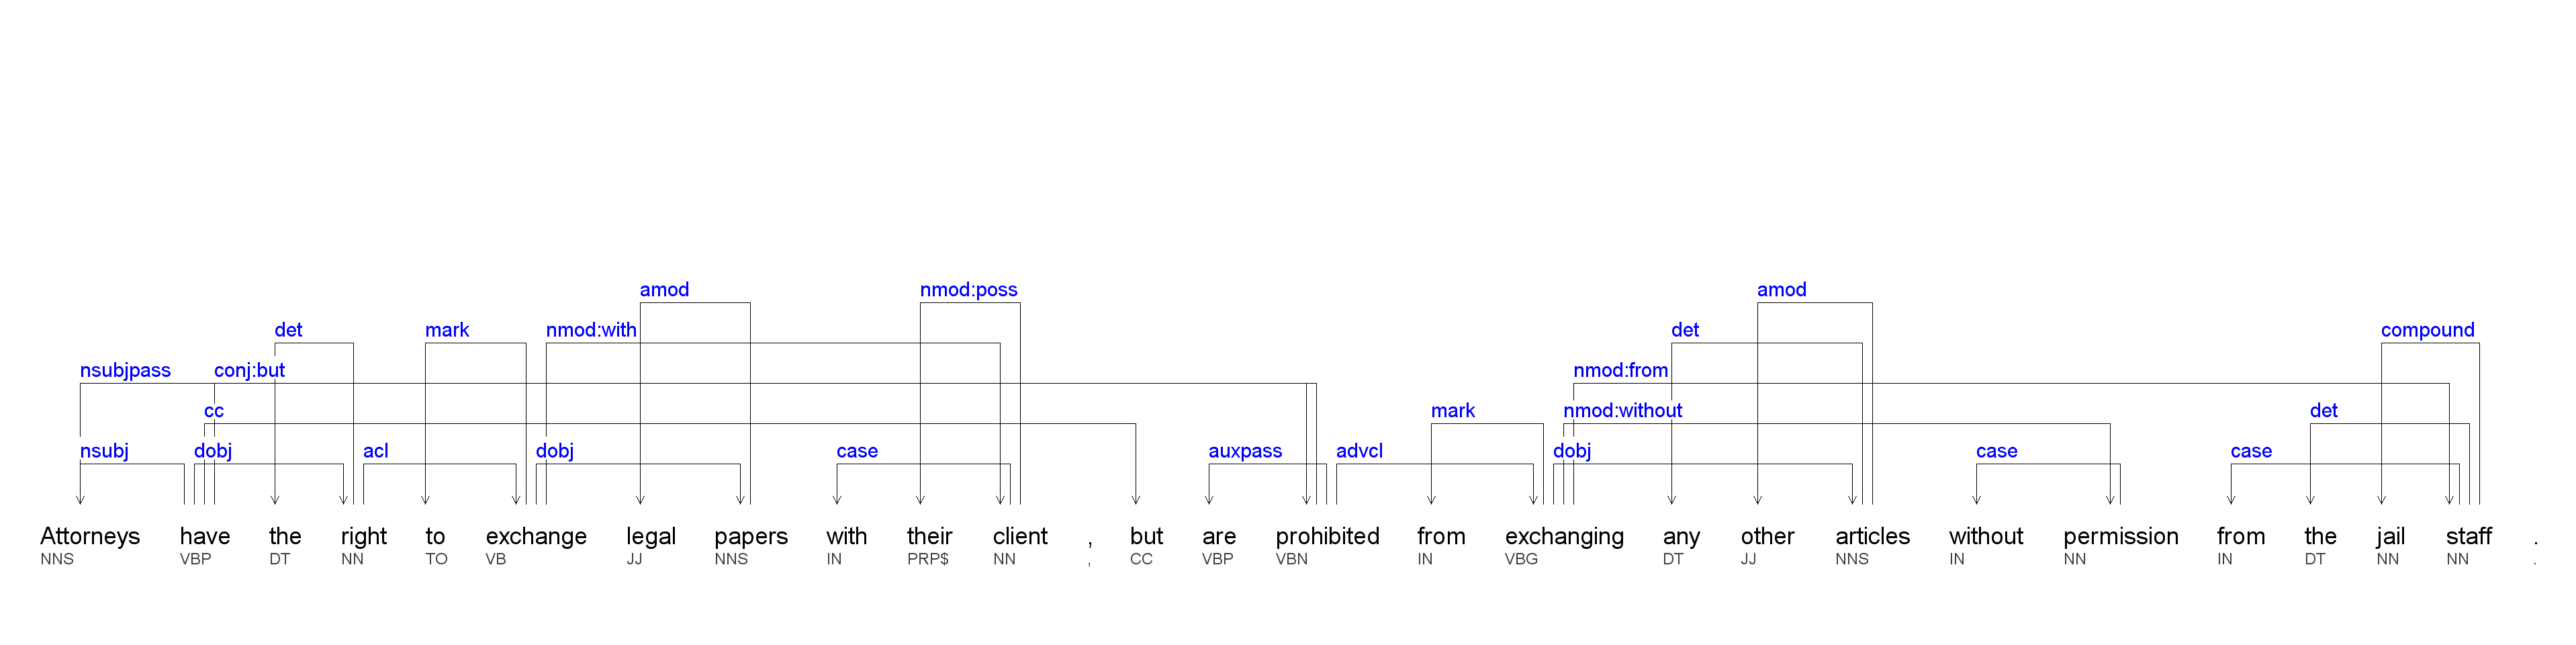 amod nmod:poss amod
det mark nmod:with det compound
nsubjpass conj:but nmod:from
cc mark nmod:without det
nsubj dobj acl dobj case auxpass advcl dobj case case
Attorneys have the right to exchange legal papers with their client , but are prohibited from exchanging any other articles without permission from the jail staff .
NNS VBP DT NN TO VB JJ NNS IN PRP$ NN , CC VBP VBN IN VBG DT JJ NNS IN NN IN DT NN NN .